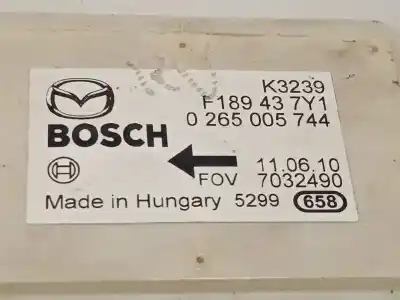 K3239
F189 43 7Y1
BOSCH 0 265 005 744
11.06.10
FOV 7032490
Made in Hungary 5299 658